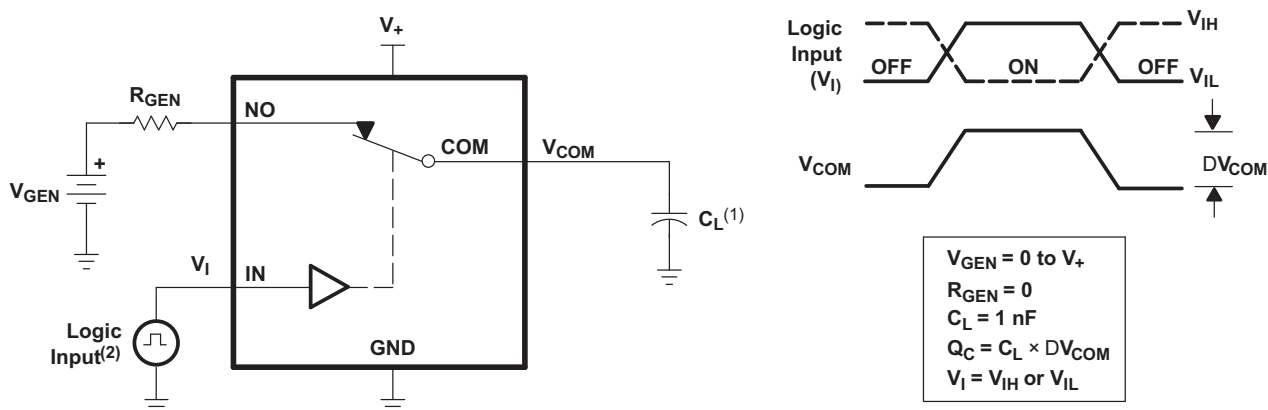 V+
RGEN
NO
COM
VCOM
VGEN
+
CL(1)
VI
IN
Logic
Input(2)
GND
Logic
Input
(VI)
OFF
ON
OFF
VIH
VIL
VCOM
DVCOM
VGEN = 0 to V+
RGEN = 0
CL = 1 nF
QC = CL × DVCOM
VI = VIH or VIL